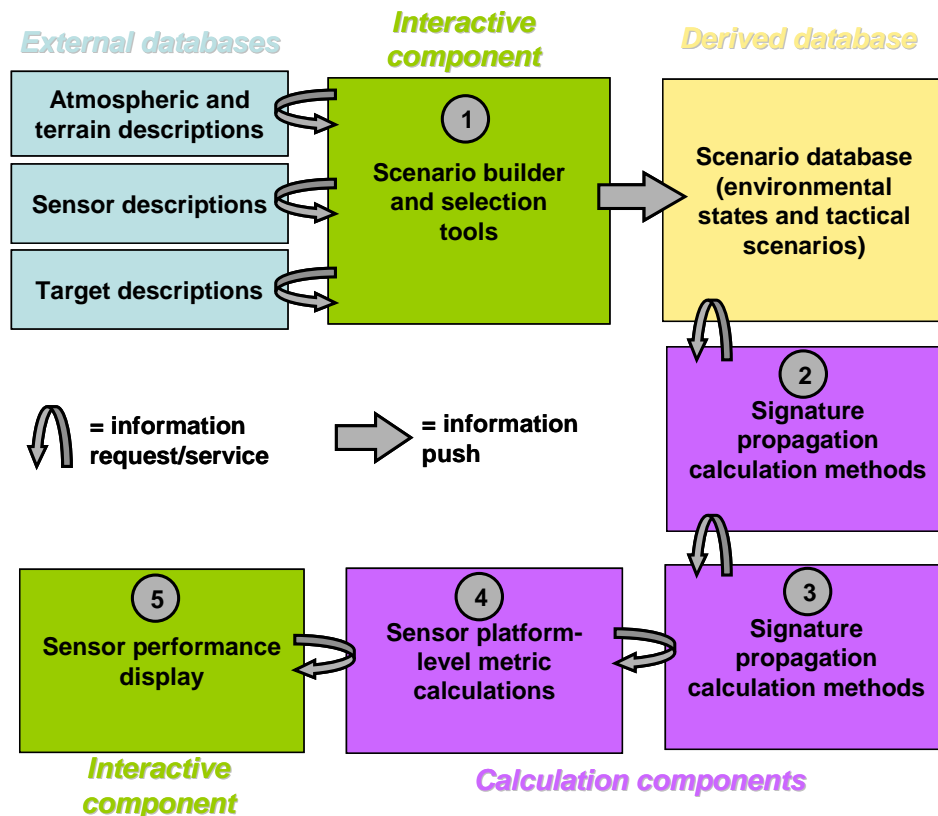 External databases
Interactive
component
Derived database
Atmospheric and
terrain descriptions
Sensor descriptions
Target descriptions
1
Scenario builder
and selection
tools
Scenario database
(environmental
states and tactical
scenarios)
= information
request/service
= information
push
2
Signature
propagation
calculation methods
5
Sensor performance
display
4
Sensor platform-
level metric
calculations
3
Signature
propagation
calculation methods
Interactive
component
Calculation components